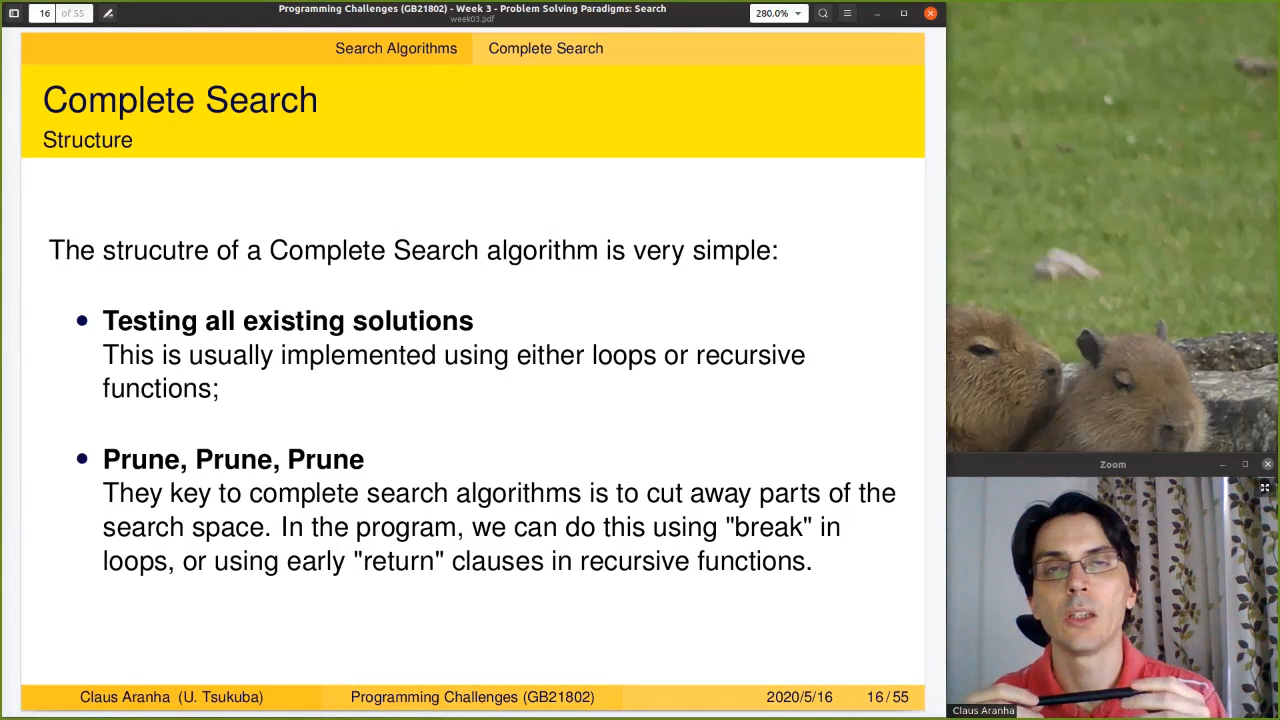 16 of 55
Programming Challenges (GB21802) - Week 3 - Problem Solving Paradigms: Search
week03.pdf
280.0%
Search Algorithms Complete Search
Complete Search
Structure
The strucutre of a Complete Search algorithm is very simple:
• Testing all existing solutions
This is usually implemented using either loops or recursive
functions;
• Prune, Prune, Prune
They key to complete search algorithms is to cut away parts of the
search space. In the program, we can do this using "break" in
loops, or using early "return" clauses in recursive functions.
Claus Aranha (U. Tsukuba) Programming Challenges (GB21802) 2020/5/16 16 / 55
Zoom
Claus Aranha